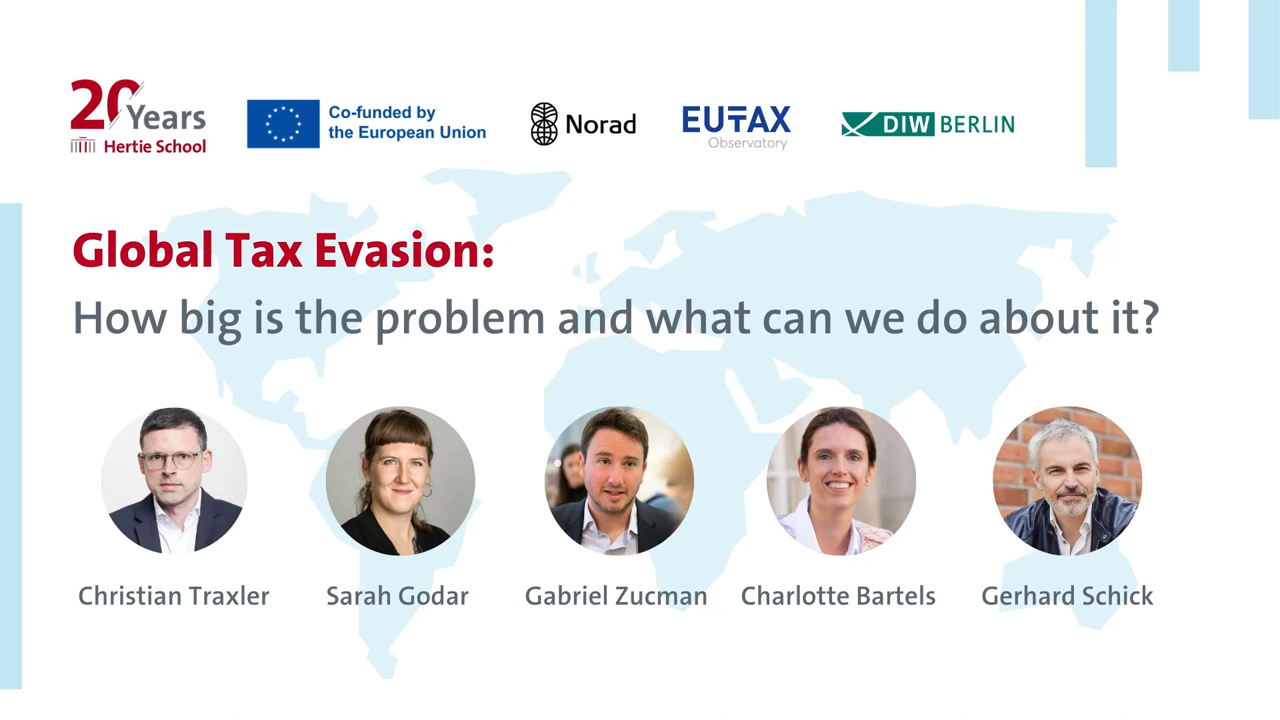 20 Years
Hertie School
Co-funded by
the European Union
Norad
EUTAX
Observatory
DIW BERLIN
Global Tax Evasion:
How big is the problem and what can we do about it?
Christian Traxler
Sarah Godar
Gabriel Zucman
Charlotte Bartels
Gerhard Schick